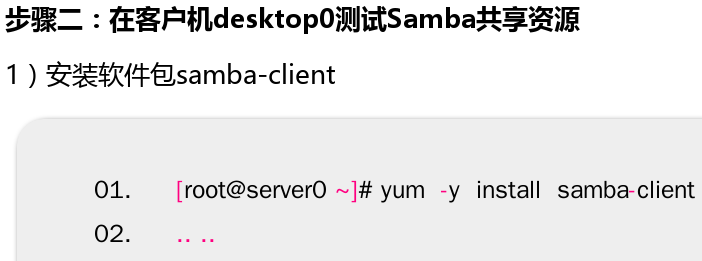 步骤二：在客户机desktop0测试Samba共享资源
1）安装软件包samba-client
01. [root@server0 ~]# yum -y install samba-client
02. .. ..